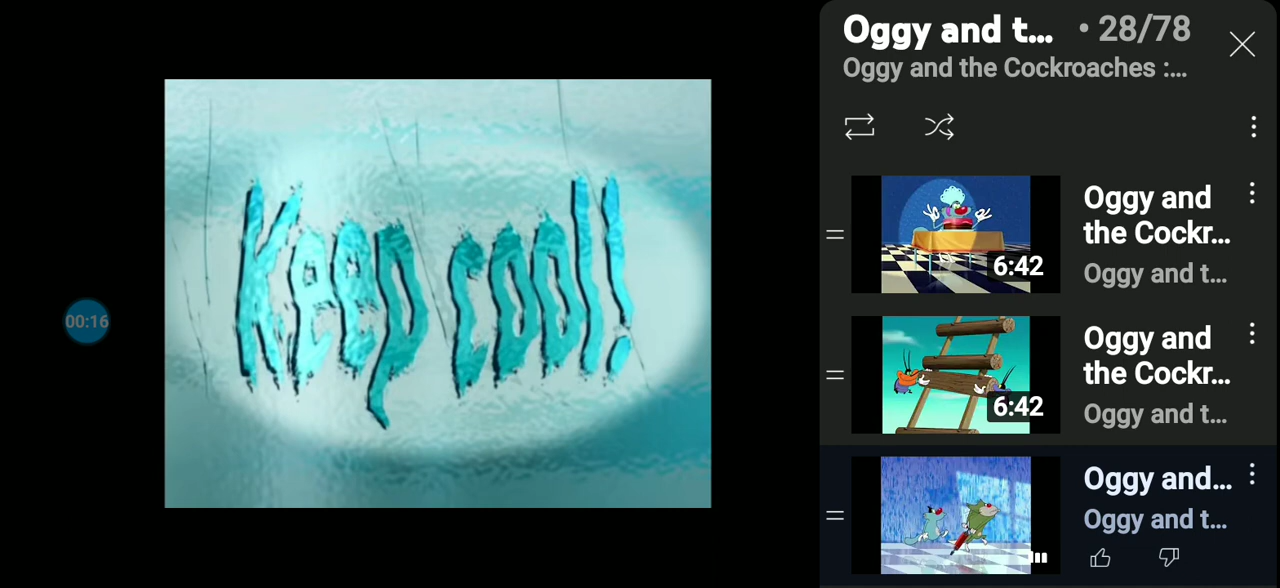 Keep cool!
00:16
Oggy and t... • 28/78
Oggy and the Cockroaches :...
6:42
Oggy and
the Cockr...
Oggy and t...
6:42
Oggy and
the Cockr...
Oggy and t...
Oggy and...
Oggy and t...